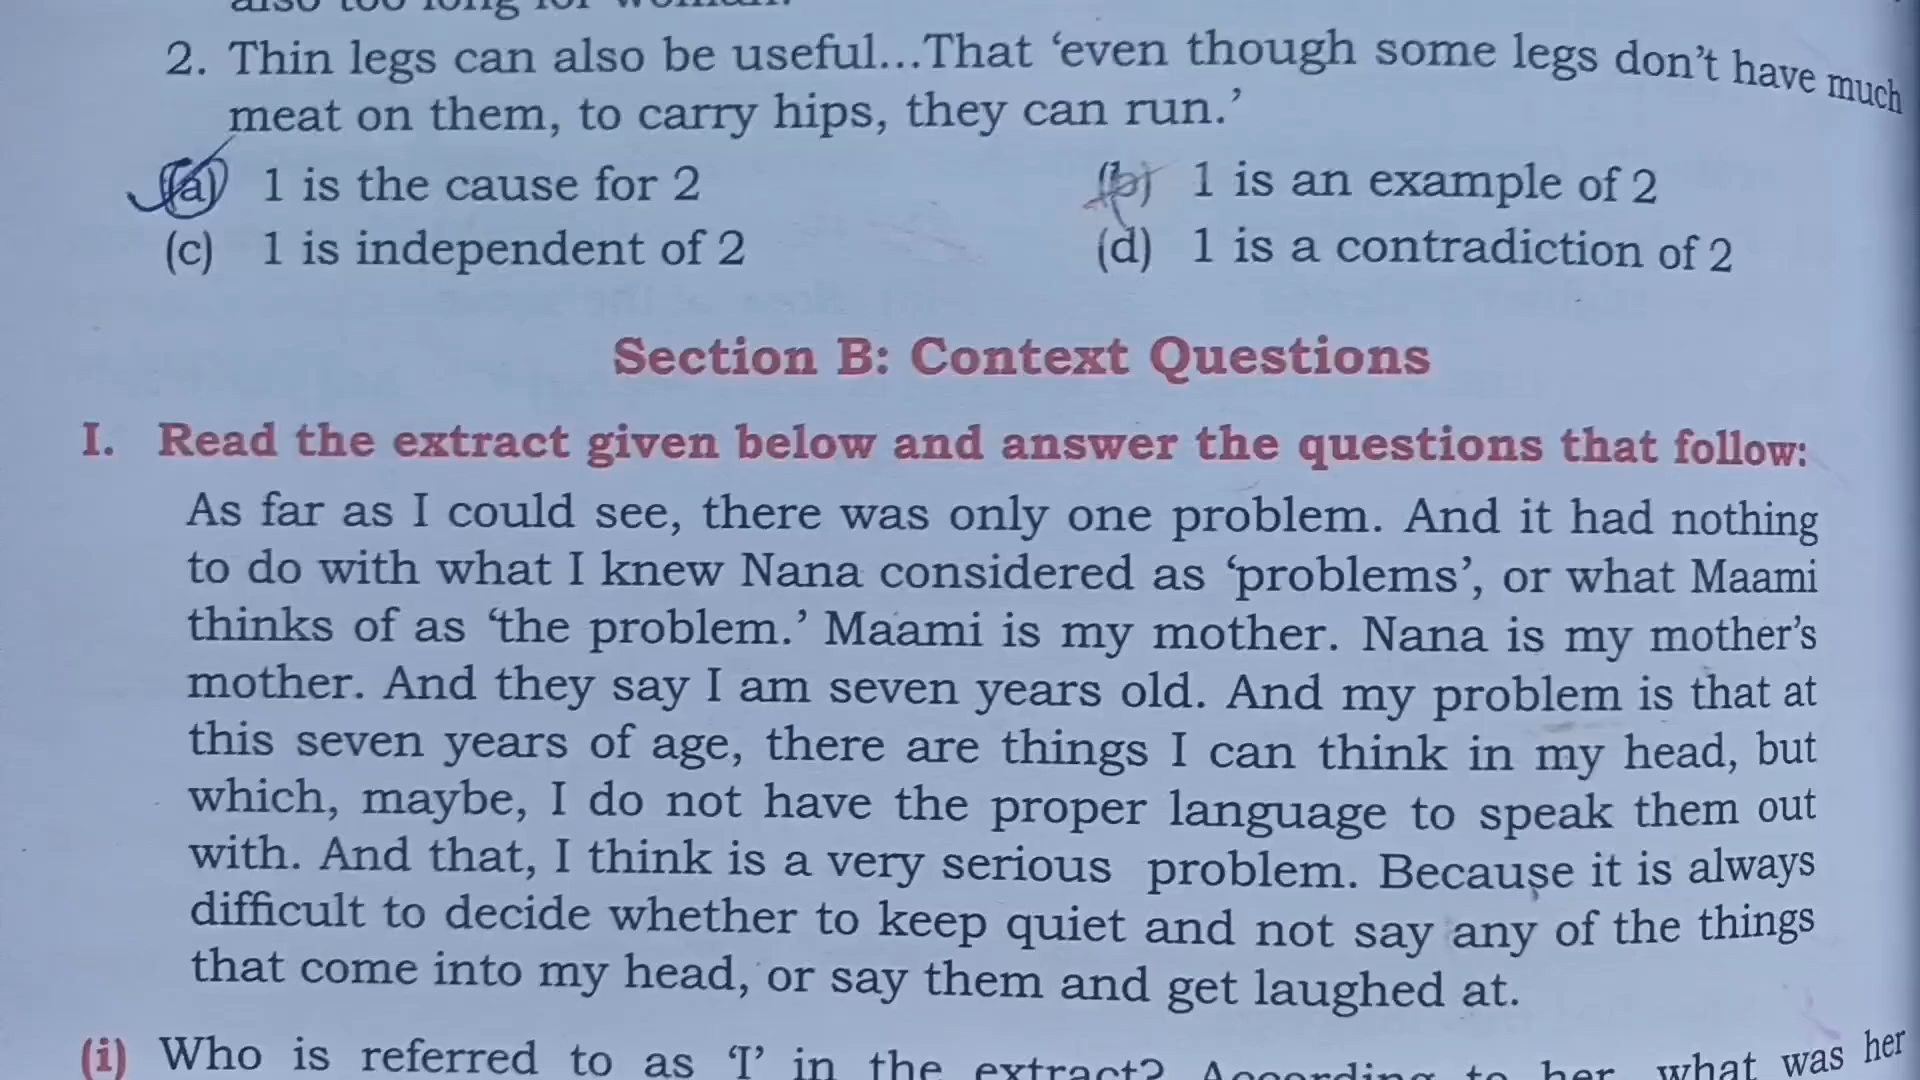 also too long for woman.
2. Thin legs can also be useful...That ‘even though some legs don’t have much
meat on them, to carry hips, they can run.’
(a) 1 is the cause for 2
(b) 1 is an example of 2
(c) 1 is independent of 2
(d) 1 is a contradiction of 2
Section B: Context Questions
I. Read the extract given below and answer the questions that follow:
As far as I could see, there was only one problem. And it had nothing
to do with what I knew Nana considered as ‘problems’, or what Maami
thinks of as ‘the problem.’ Maami is my mother. Nana is my mother’s
mother. And they say I am seven years old. And my problem is that at
this seven years of age, there are things I can think in my head, but
which, maybe, I do not have the proper language to speak them out
with. And that, I think is a very serious problem. Because it is always
difficult to decide whether to keep quiet and not say any of the things
that come into my head, or say them and get laughed at.
(i) Who is referred to as ‘I’ in the extract? According to her, what was her